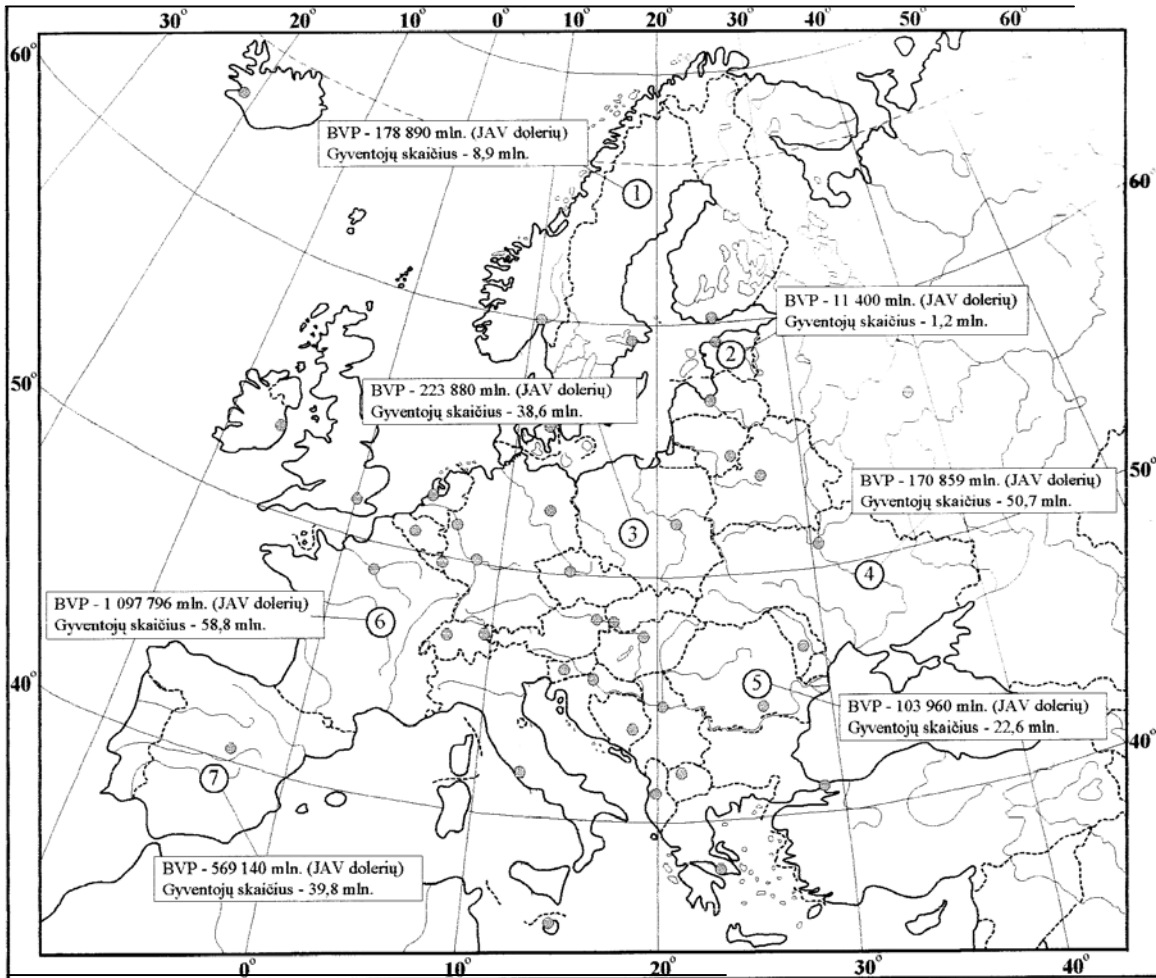 30° 20° 10° 0° 10° 20° 30° 40° 50° 60°
60°
BVP - 178 890 mln. (JAV dolerių)
Gyventojų skaičius - 8,9 mln.
1
60°
BVP - 11 400 mln. (JAV dolerių)
Gyventojų skaičius - 1,2 mln.
2
50°
BVP - 223 880 mln. (JAV dolerių)
Gyventojų skaičius - 38,6 mln.
3
50°
BVP - 170 859 mln. (JAV dolerių)
Gyventojų skaičius - 50,7 mln.
4
BVP - 1 097 796 mln. (JAV dolerių)
Gyventojų skaičius - 58,8 mln.
6
40°
5
BVP - 103 960 mln. (JAV dolerių)
Gyventojų skaičius - 22,6 mln.
40°
7
BVP - 569 140 mln. (JAV dolerių)
Gyventojų skaičius - 39,8 mln.
0° 10° 20° 30° 40°